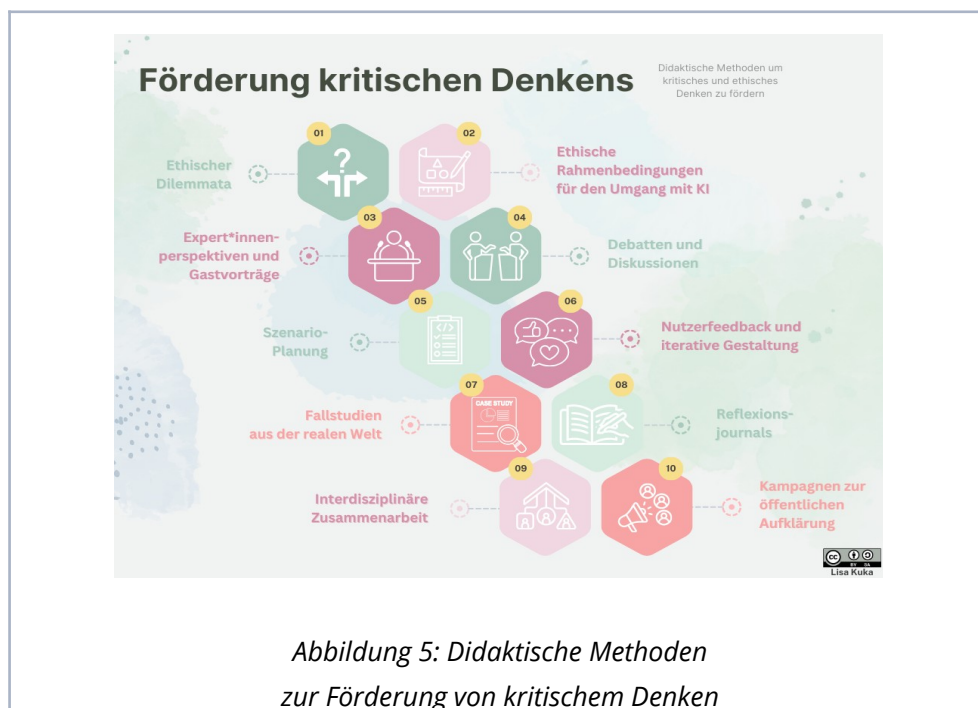 Förderung kritischen Denkens
Didaktische Methoden um
kritisches und ethisches
Denken zu fördern
01
Ethischer
Dilemmata
02
Ethische
Rahmenbedingungen
für den Umgang mit KI
03
Expert*innen-
perspektiven und
Gastvorträge
04
Debatten und
Diskussionen
05
Szenario-
Planung
06
Nutzerfeedback und
iterative Gestaltung
07
CASE STUDY
Fallstudien
aus der realen Welt
08
Reflexions-
journals
09
Interdisziplinäre
Zusammenarbeit
10
Kampagnen zur
öffentlichen
Aufklärung
cc
BY SA
Lisa Kuka
Abbildung 5: Didaktische Methoden
zur Förderung von kritischem Denken